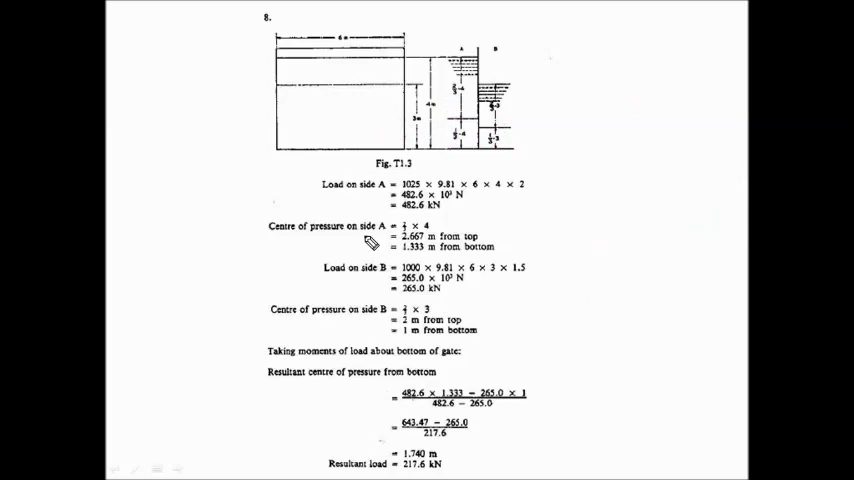 8.
6 m
A
B
4 m
3 m
Fig. T1.3
Load on side A = 1025 × 9.81 × 6 × 4 × 2
= 482.6 × 10³ N
= 482.6 kN
Centre of pressure on side A = ⅔ × 4
= 2.667 m from top
= 1.333 m from bottom
Load on side B = 1000 × 9.81 × 6 × 3 × 1.5
= 265.0 × 10³ N
= 265.0 kN
Centre of pressure on side B = ⅔ × 3
= 2 m from top
= 1 m from bottom
Taking moments of load about bottom of gate:
Resultant centre of pressure from bottom
= 482.6 × 1.333 − 265.0 × 1
482.6 − 265.0
= 643.47 − 265.0
217.6
= 1.740 m
Resultant load = 217.6 kN